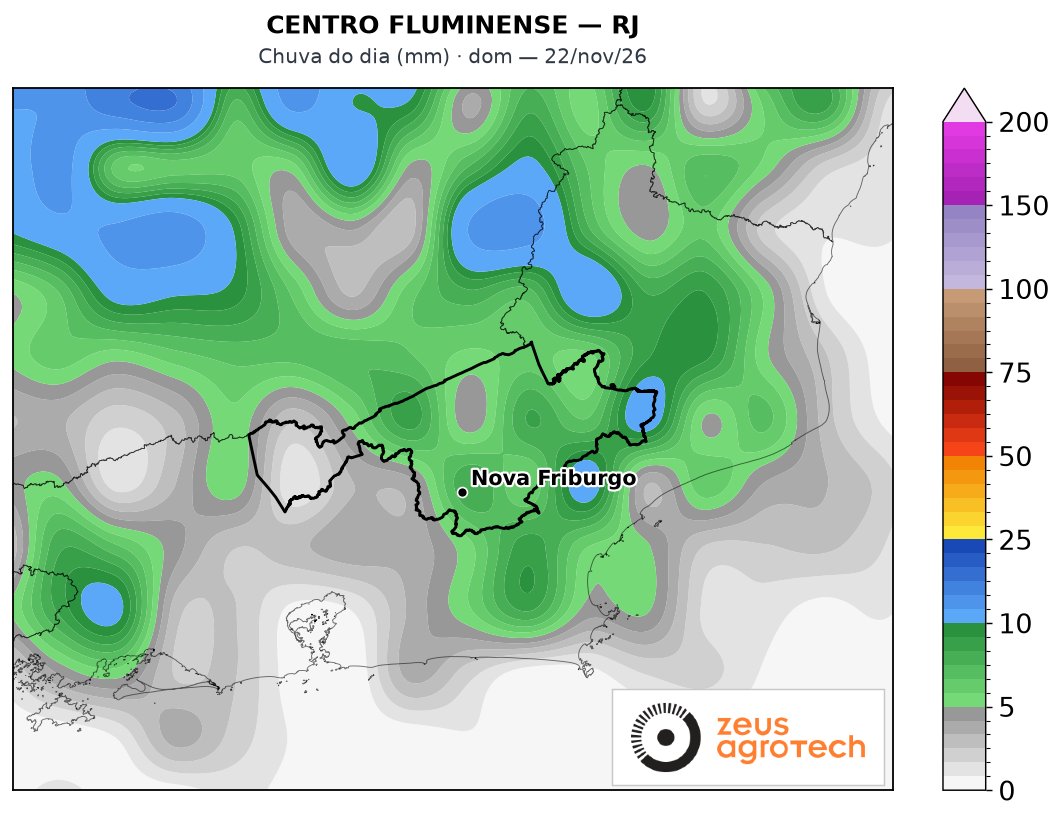 CENTRO FLUMINENSE — RJ
Chuva do dia (mm) · dom — 22/nov/26
200
150
100
75
50
25
10
5
0
Nova Friburgo
zeus
agrotech